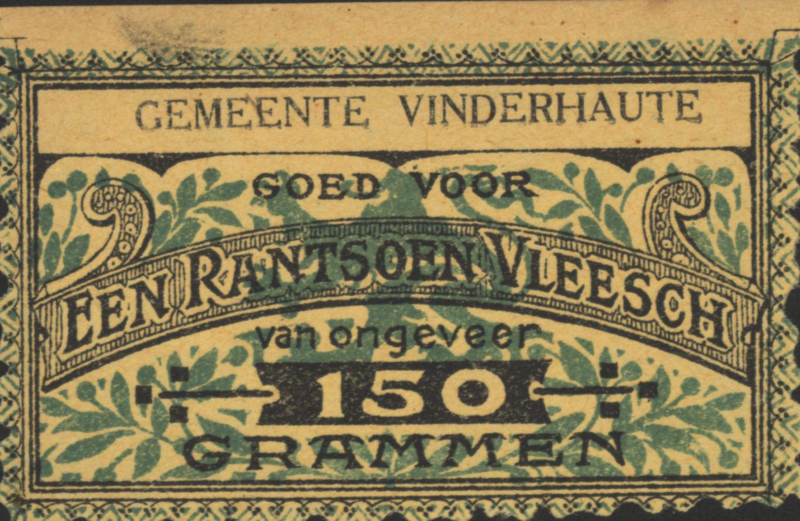 GEMEENTE VINDERHAUTE
GOED VOOR
EEN RANTSOEN VLEESCH
van ongeveer
150
GRAMMEN